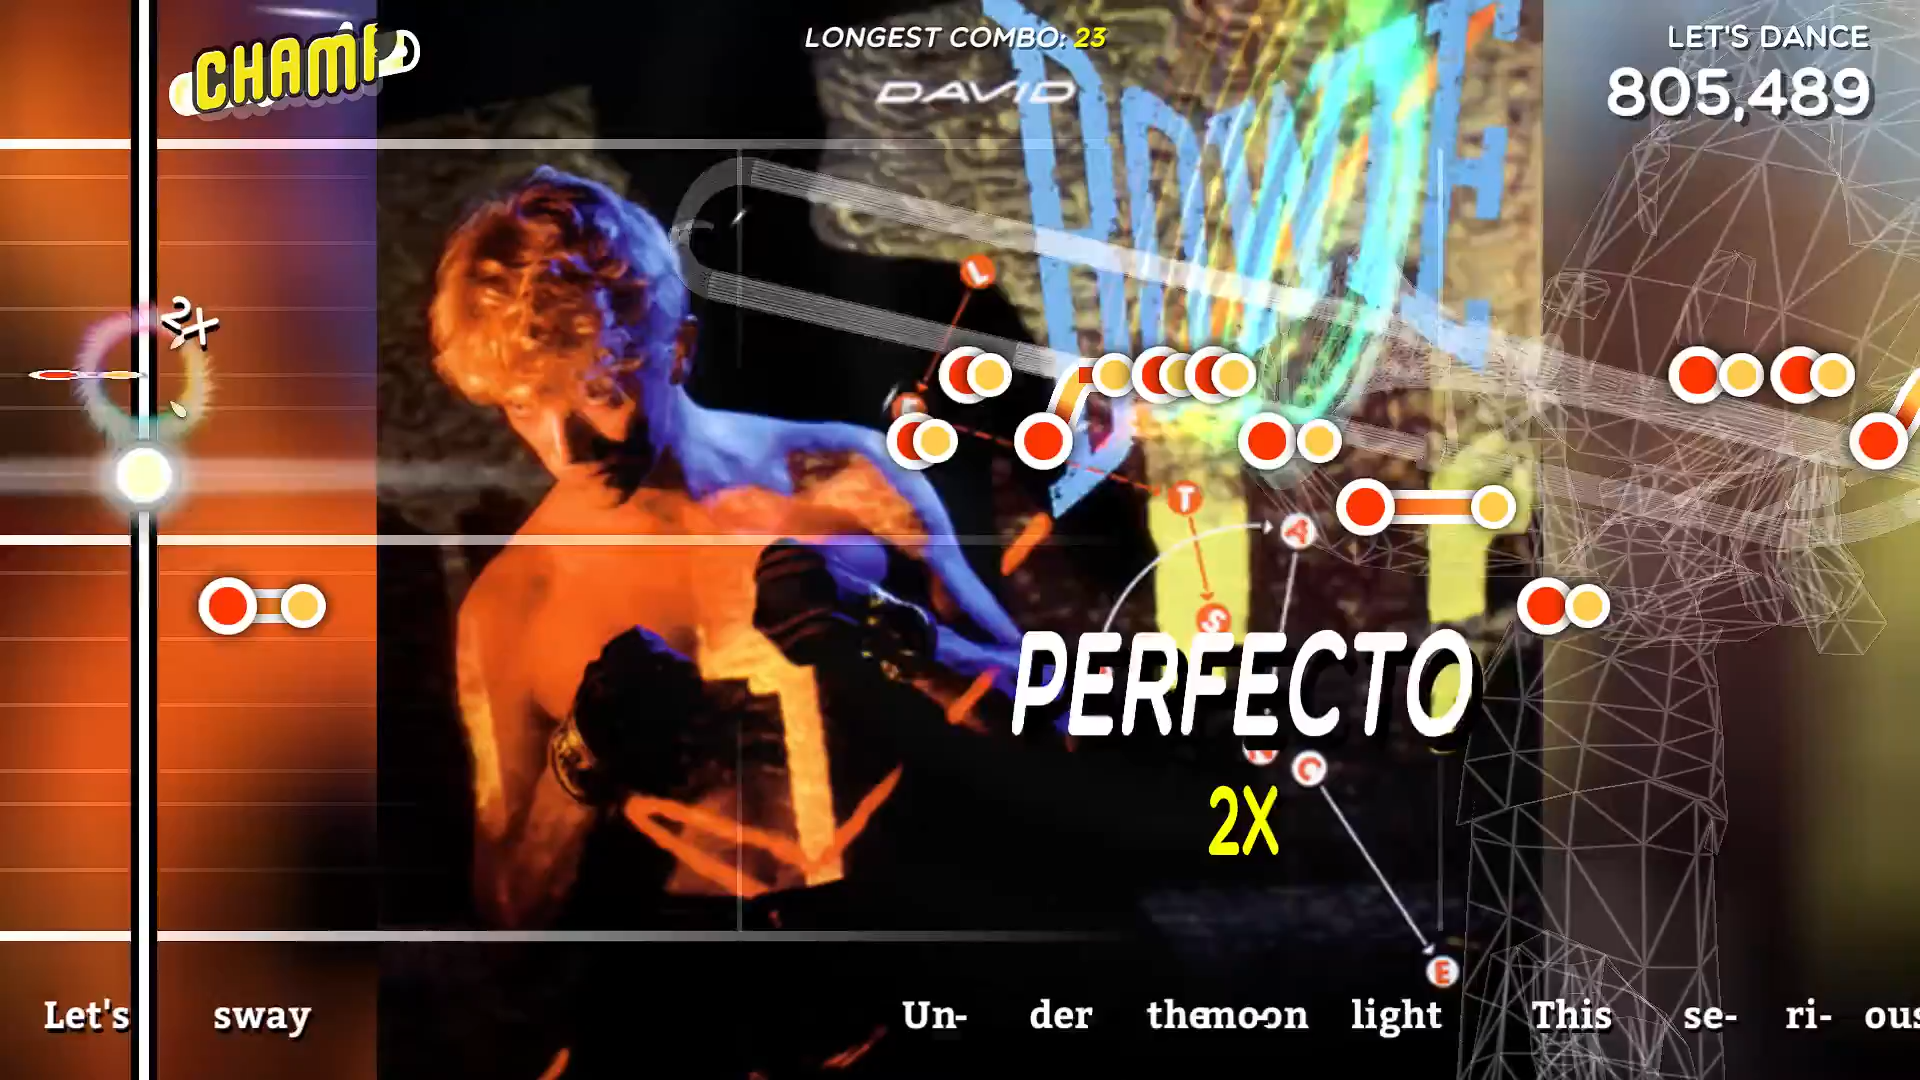 CHAMP
LONGEST COMBO: 23
LET'S DANCE
805,489
DAVID
BOWIE
2X
L
E
T
'S
A
N
C
E
PERFECTO
2X
Let's sway Un- der the moon- light This se- ri- ous